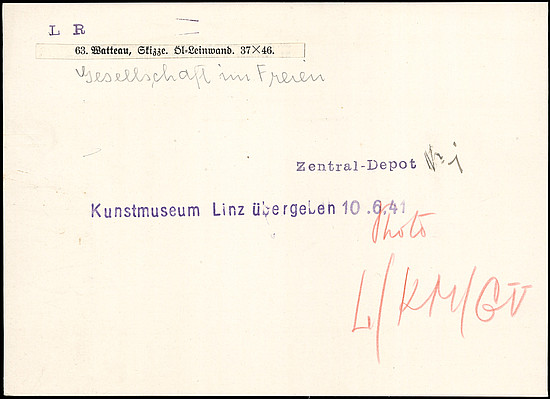 L R
63. Watteau, Skizze. Öl-Leinwand. 37×46.
Gesellschaft im Freien
Zentral-Depot
Kunstmuseum Linz übergeben 10.6.41
Photo
L/KM/GV